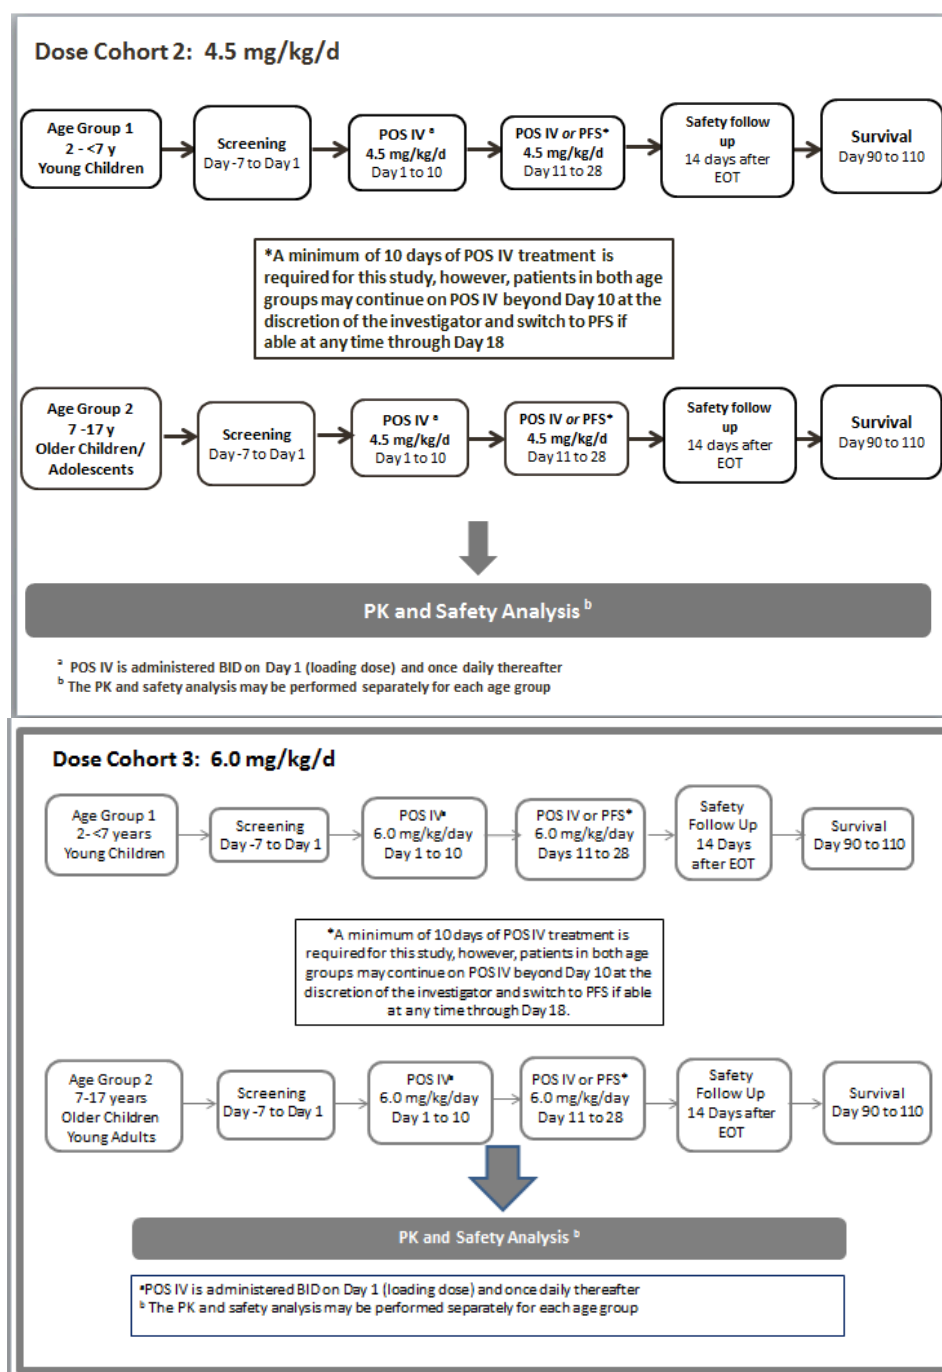 Dose Cohort 2: 4.5 mg/kg/d
Age Group 1
2 - <7 y
Young Children
Screening
Day -7 to Day 1
POS IV a
4.5 mg/kg/d
Day 1 to 10
POS IV or PFS*
4.5 mg/kg/d
Day 11 to 28
Safety follow
up
14 days after
EOT
Survival
Day 90 to 110
*A minimum of 10 days of POS IV treatment is
required for this study, however, patients in both age
groups may continue on POS IV beyond Day 10 at the
discretion of the investigator and switch to PFS if
able at any time through Day 18
Age Group 2
7 -17 y
Older Children/
Adolescents
Screening
Day -7 to Day 1
POS IV a
4.5 mg/kg/d
Day 1 to 10
POS IV or PFS*
4.5 mg/kg/d
Day 11 to 28
Safety follow
up
14 days after
EOT
Survival
Day 90 to 110
PK and Safety Analysis b
a POS IV is administered BID on Day 1 (loading dose) and once daily thereafter
b The PK and safety analysis may be performed separately for each age group
Dose Cohort 3: 6.0 mg/kg/d
Age Group 1
2- <7 years
Young Children
Screening
Day -7 to Day 1
POS IV a
6.0 mg/kg/day
Day 1 to 10
POS IV or PFS*
6.0 mg/kg/day
Days 11 to 28
Safety
Follow Up
14 Days
after EOT
Survival
Day 90 to 110
*A minimum of 10 days of POS IV treatment is
required for this study, however, patients in both age
groups may continue on POS IV beyond Day 10 at the
discretion of the investigator and switch to PFS if able
at any time through Day 18.
Age Group 2
7-17 years
Older Children
Young Adults
Screening
Day -7 to Day 1
POS IV a
6.0 mg/kg/day
Day 1 to 10
POS IV or PFS*
6.0 mg/kg/day
Day 11 to 28
Safety
Follow Up
14 Days after
EOT
Survival
Day 90 to 110
PK and Safety Analysis b
a POS IV is administered BID on Day 1 (loading dose) and once daily thereafter
b The PK and safety analysis may be performed separately for each age group